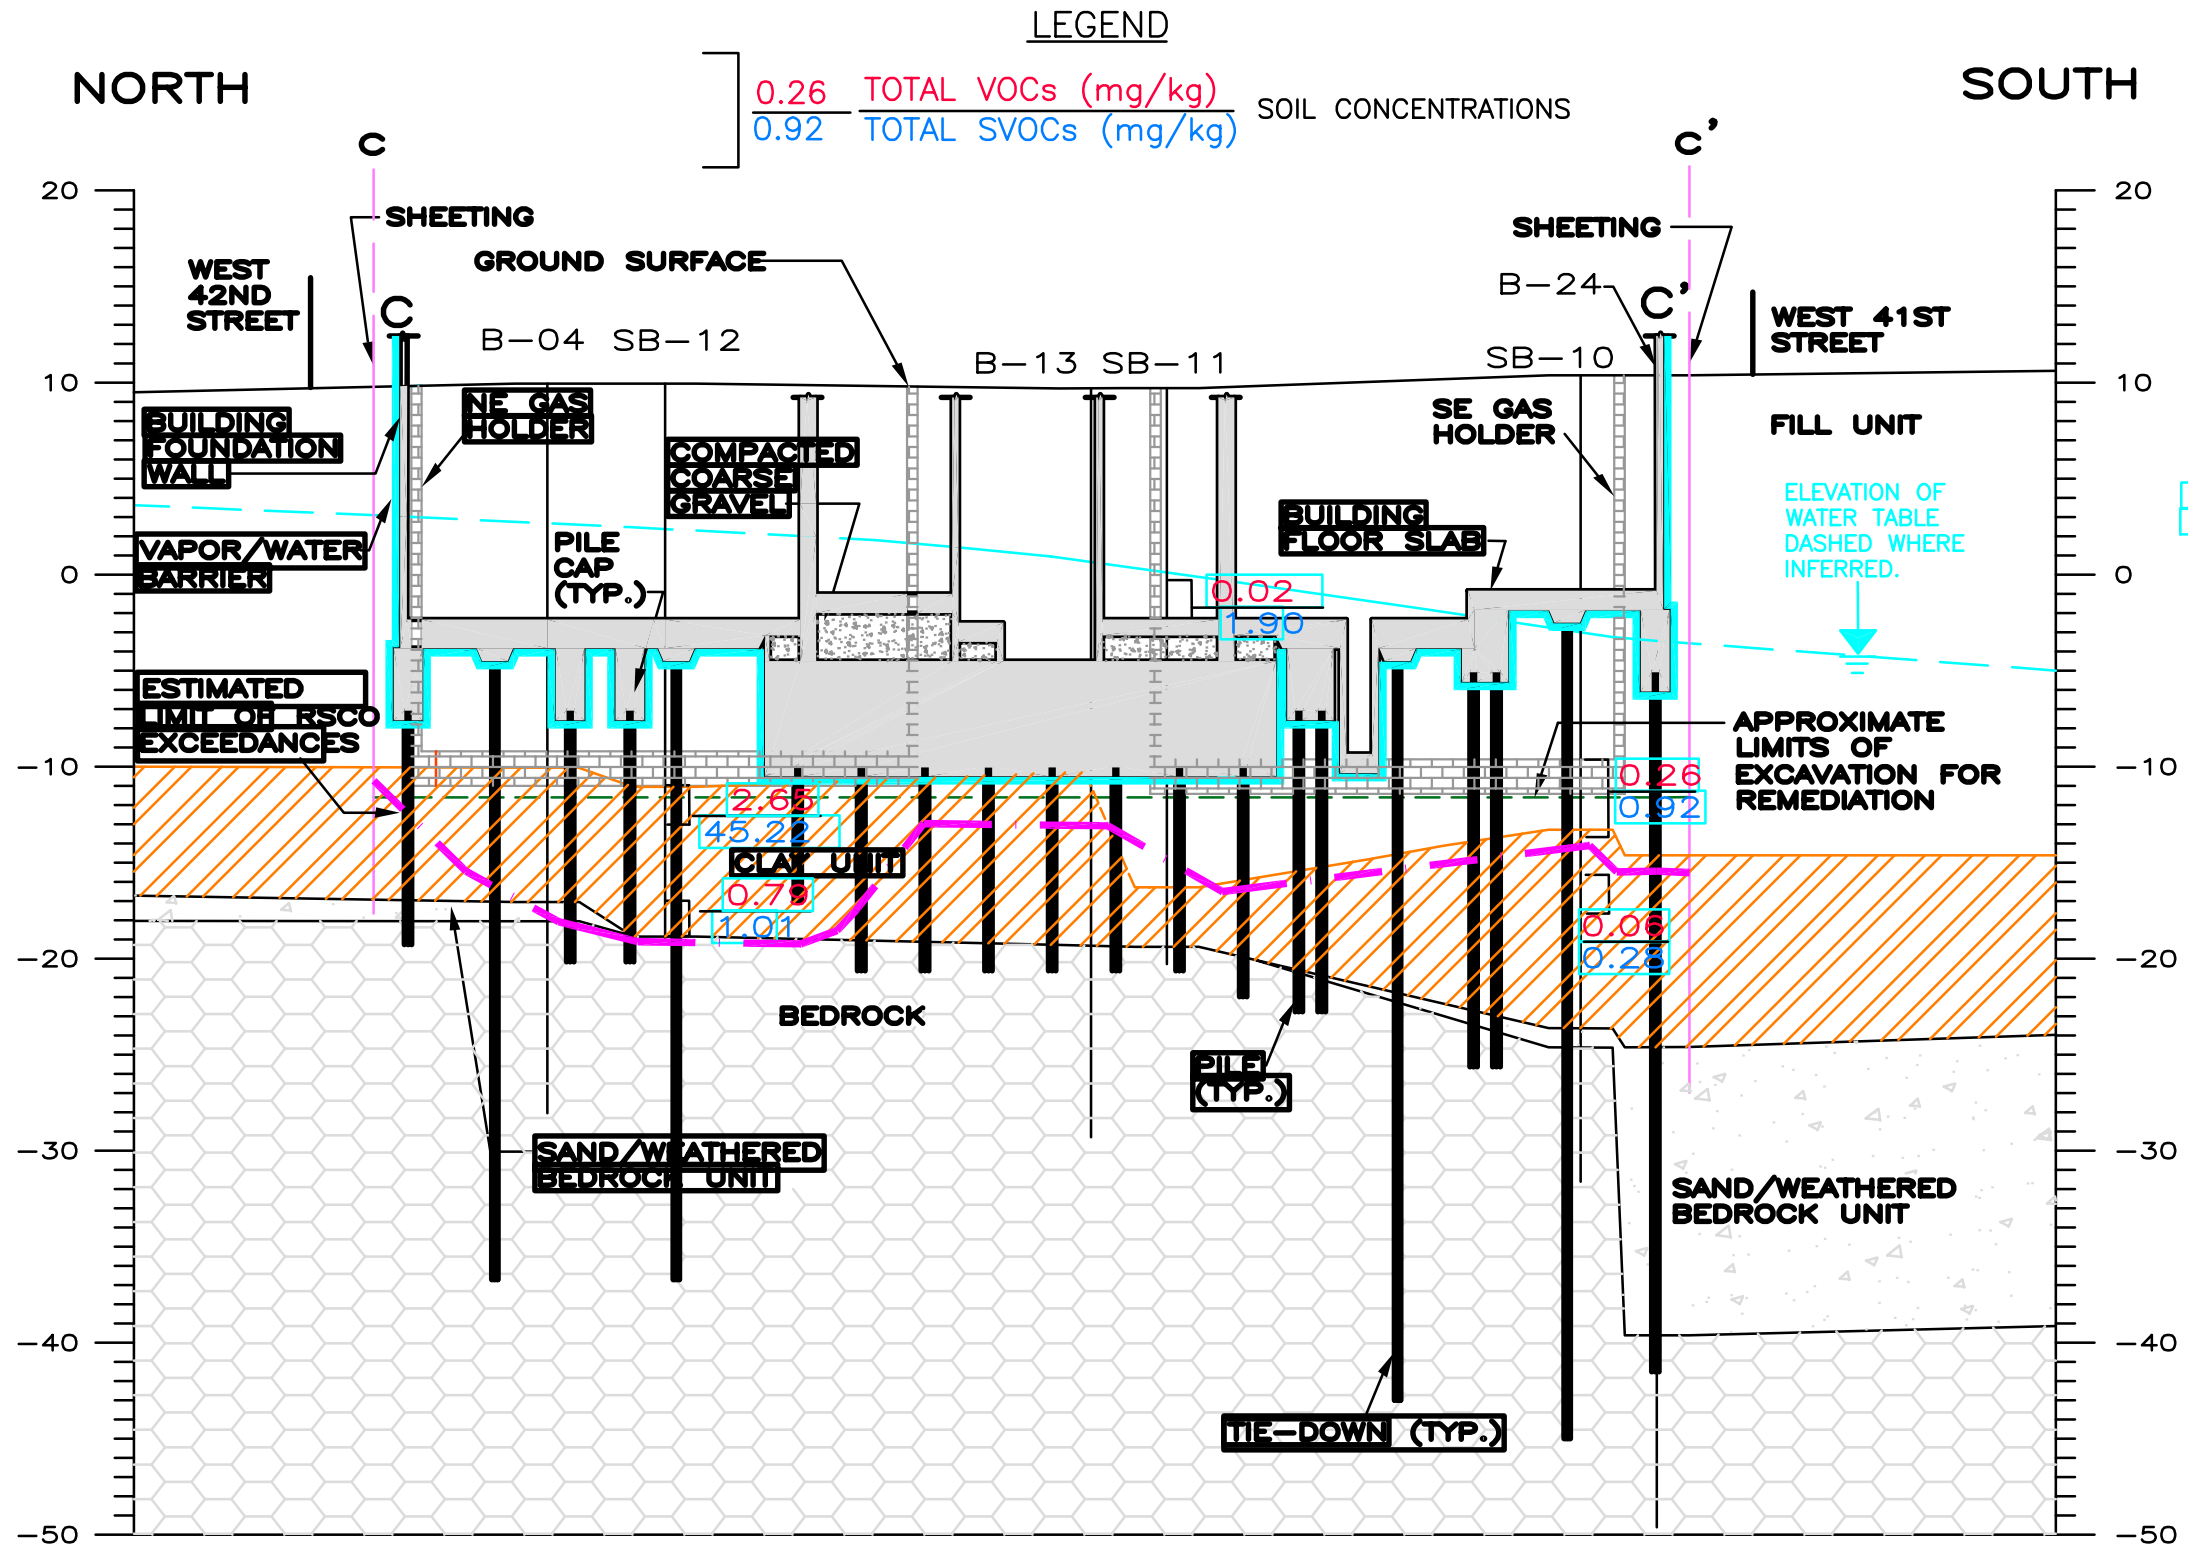 LEGEND
NORTH
SOUTH
0.26 TOTAL VOCs (mg/kg)
0.92 TOTAL SVOCs (mg/kg)
SOIL CONCENTRATIONS
c
c'
20
20
SHEETING
SHEETING
GROUND SURFACE
WEST
42ND
STREET
C
B-24
C'
WEST 41ST
STREET
B-04
SB-12
B-13
SB-11
SB-10
10
10
NE GAS
HOLDER
BUILDING
FOUNDATION
WALL
COMPACTED
COARSE
GRAVEL
SE GAS
HOLDER
FILL UNIT
ELEVATION OF
WATER TABLE
DASHED WHERE
INFERRED.
VAPOR/WATER
BARRIER
PILE
CAP
(TYP.)
BUILDING
FLOOR SLAB
0
0
0.02
1.90
ESTIMATED
LIMIT OF RSCO
EXCEEDANCES
APPROXIMATE
LIMITS OF
EXCAVATION FOR
REMEDIATION
-10
-10
0.26
0.92
2.65
45.22
CLAY UNIT
0.79
1.01
0.06
0.28
-20
-20
BEDROCK
PILE
(TYP.)
-30
-30
SAND/WEATHERED
BEDROCK UNIT
SAND/WEATHERED
BEDROCK UNIT
-40
-40
TIE-DOWN (TYP.)
-50
-50